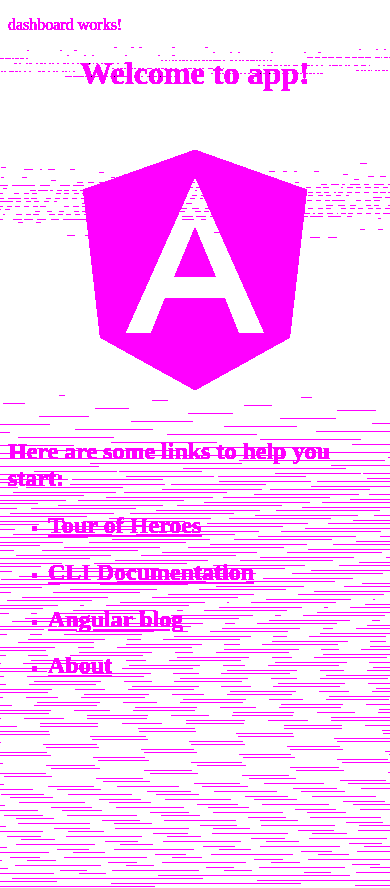 dashboard works!
Welcome to app!
A
Here are some links to help you
start:
Tour of Heroes
CLI Documentation
Angular blog
About